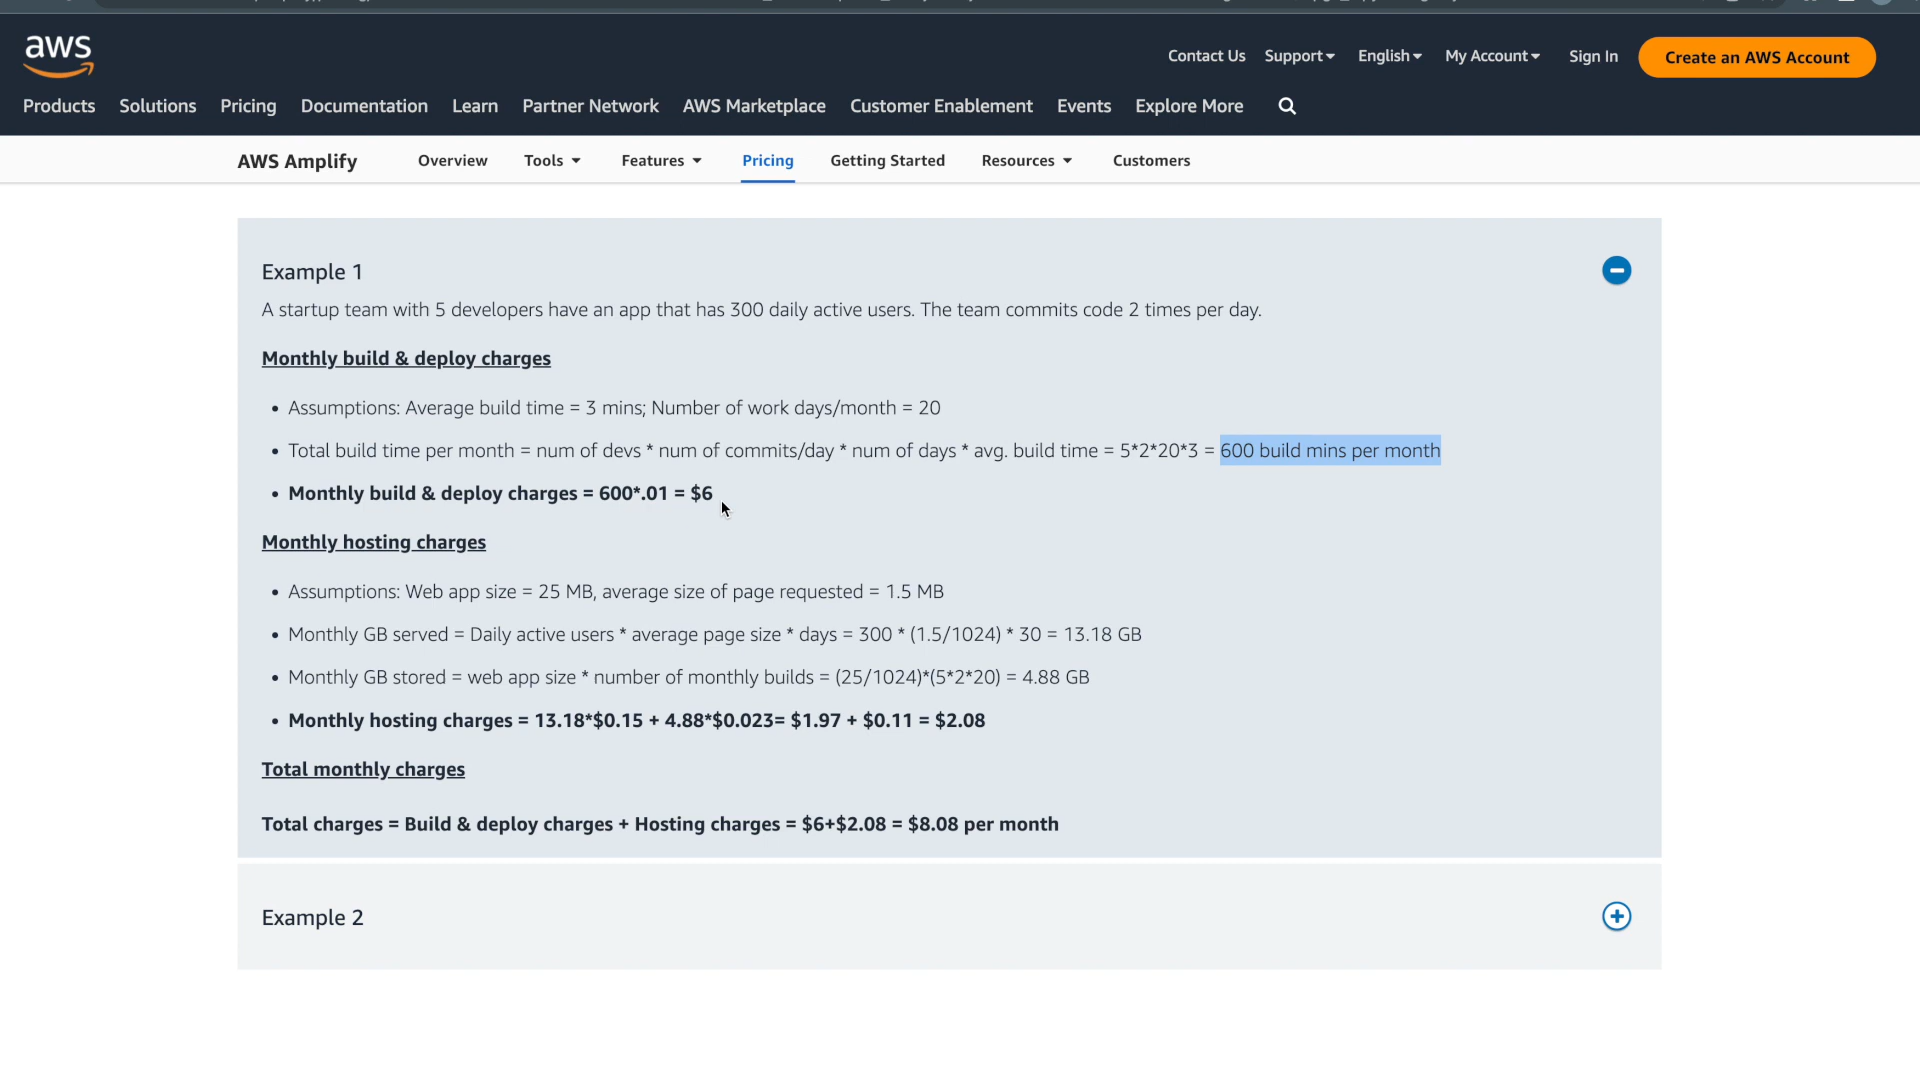 aws
Contact Us Support English My Account Sign In Create an AWS Account
Products Solutions Pricing Documentation Learn Partner Network AWS Marketplace Customer Enablement Events Explore More
AWS Amplify Overview Tools Features Pricing Getting Started Resources Customers
Example 1
A startup team with 5 developers have an app that has 300 daily active users. The team commits code 2 times per day.
Monthly build & deploy charges
• Assumptions: Average build time = 3 mins; Number of work days/month = 20
• Total build time per month = num of devs * num of commits/day * num of days * avg. build time = 5*2*20*3 = 600 build mins per month
• Monthly build & deploy charges = 600*.01 = $6
Monthly hosting charges
• Assumptions: Web app size = 25 MB, average size of page requested = 1.5 MB
• Monthly GB served = Daily active users * average page size * days = 300 * (1.5/1024) * 30 = 13.18 GB
• Monthly GB stored = web app size * number of monthly builds = (25/1024)*(5*2*20) = 4.88 GB
• Monthly hosting charges = 13.18*$0.15 + 4.88*$0.023= $1.97 + $0.11 = $2.08
Total monthly charges
Total charges = Build & deploy charges + Hosting charges = $6+$2.08 = $8.08 per month
Example 2